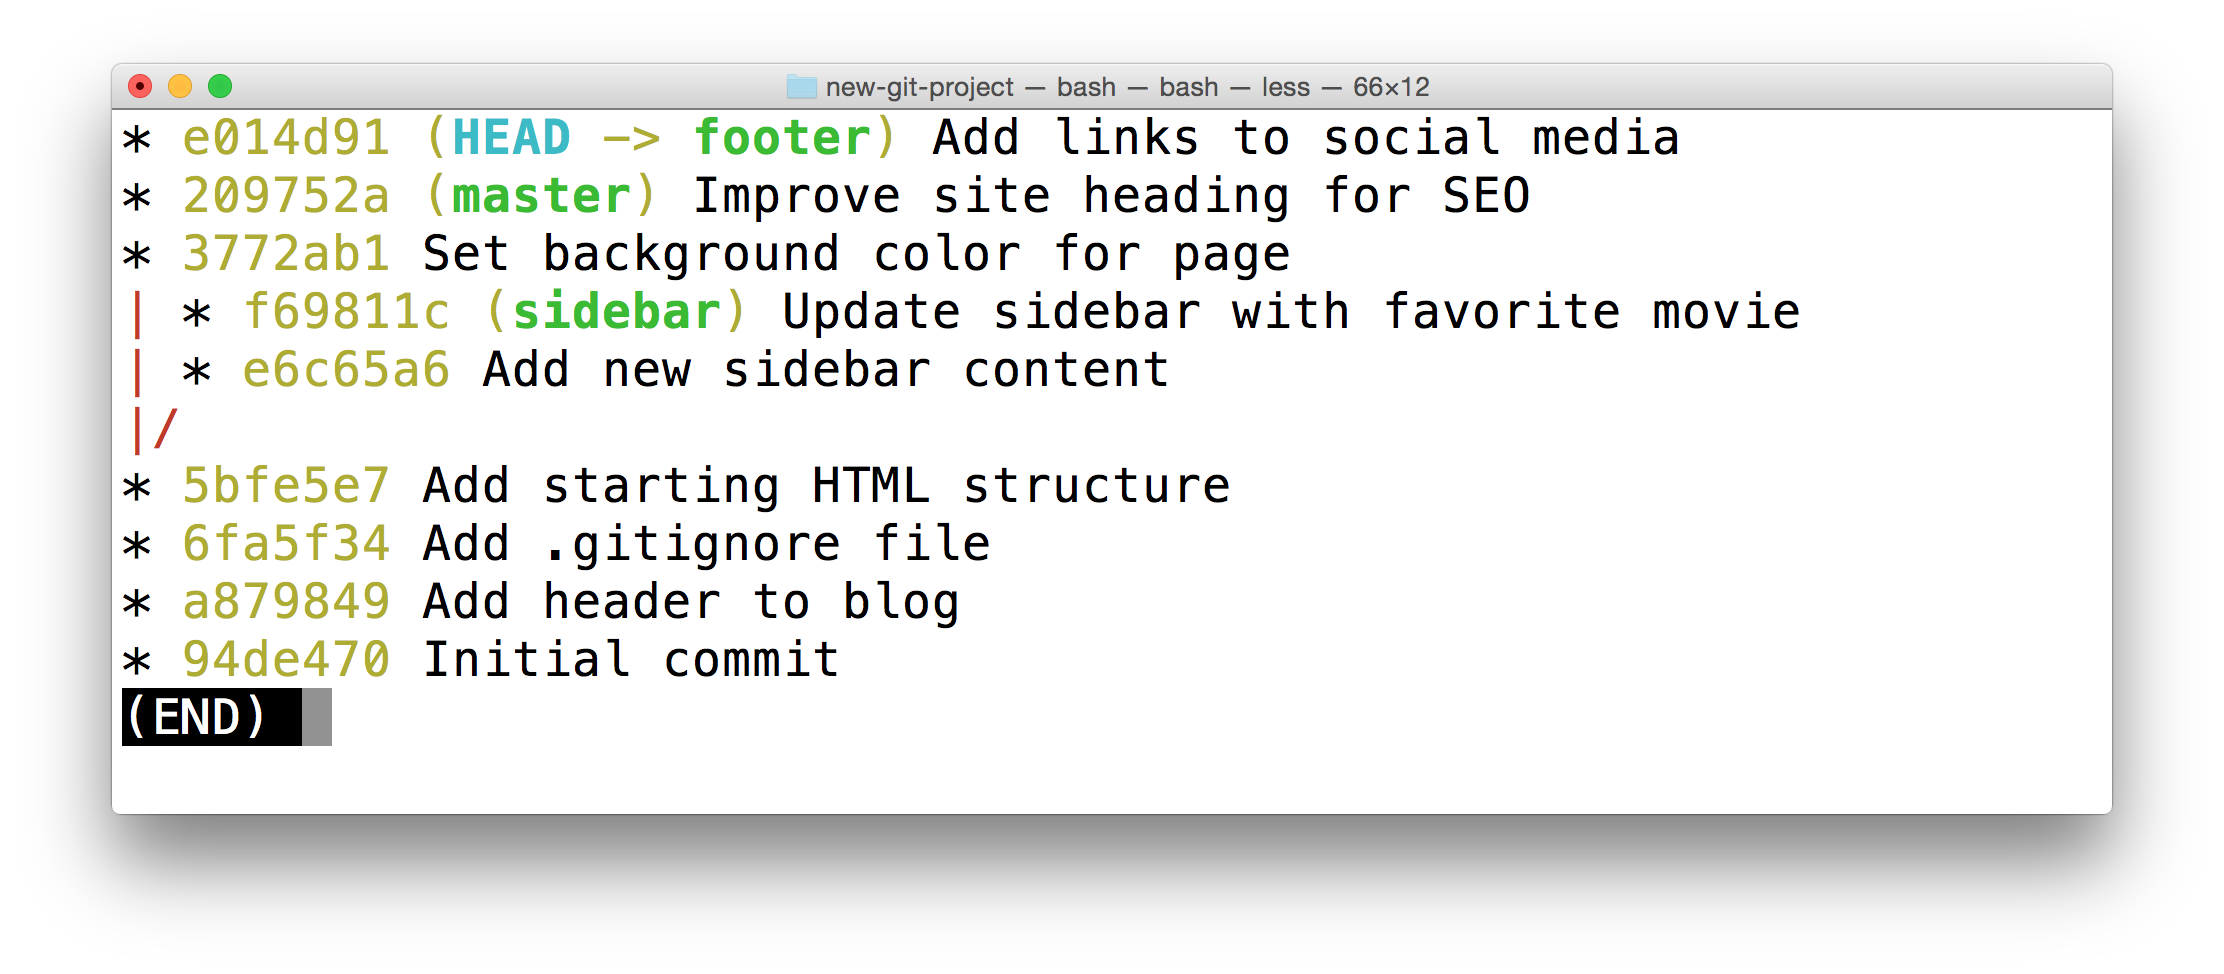 new-git-project — bash — bash — less — 66×12
* e014d91 (HEAD -> footer) Add links to social media
* 209752a (master) Improve site heading for SEO
* 3772ab1 Set background color for page
| * f69811c (sidebar) Update sidebar with favorite movie
| * e6c65a6 Add new sidebar content
|/
* 5bfe5e7 Add starting HTML structure
* 6fa5f34 Add .gitignore file
* a879849 Add header to blog
* 94de470 Initial commit
(END)